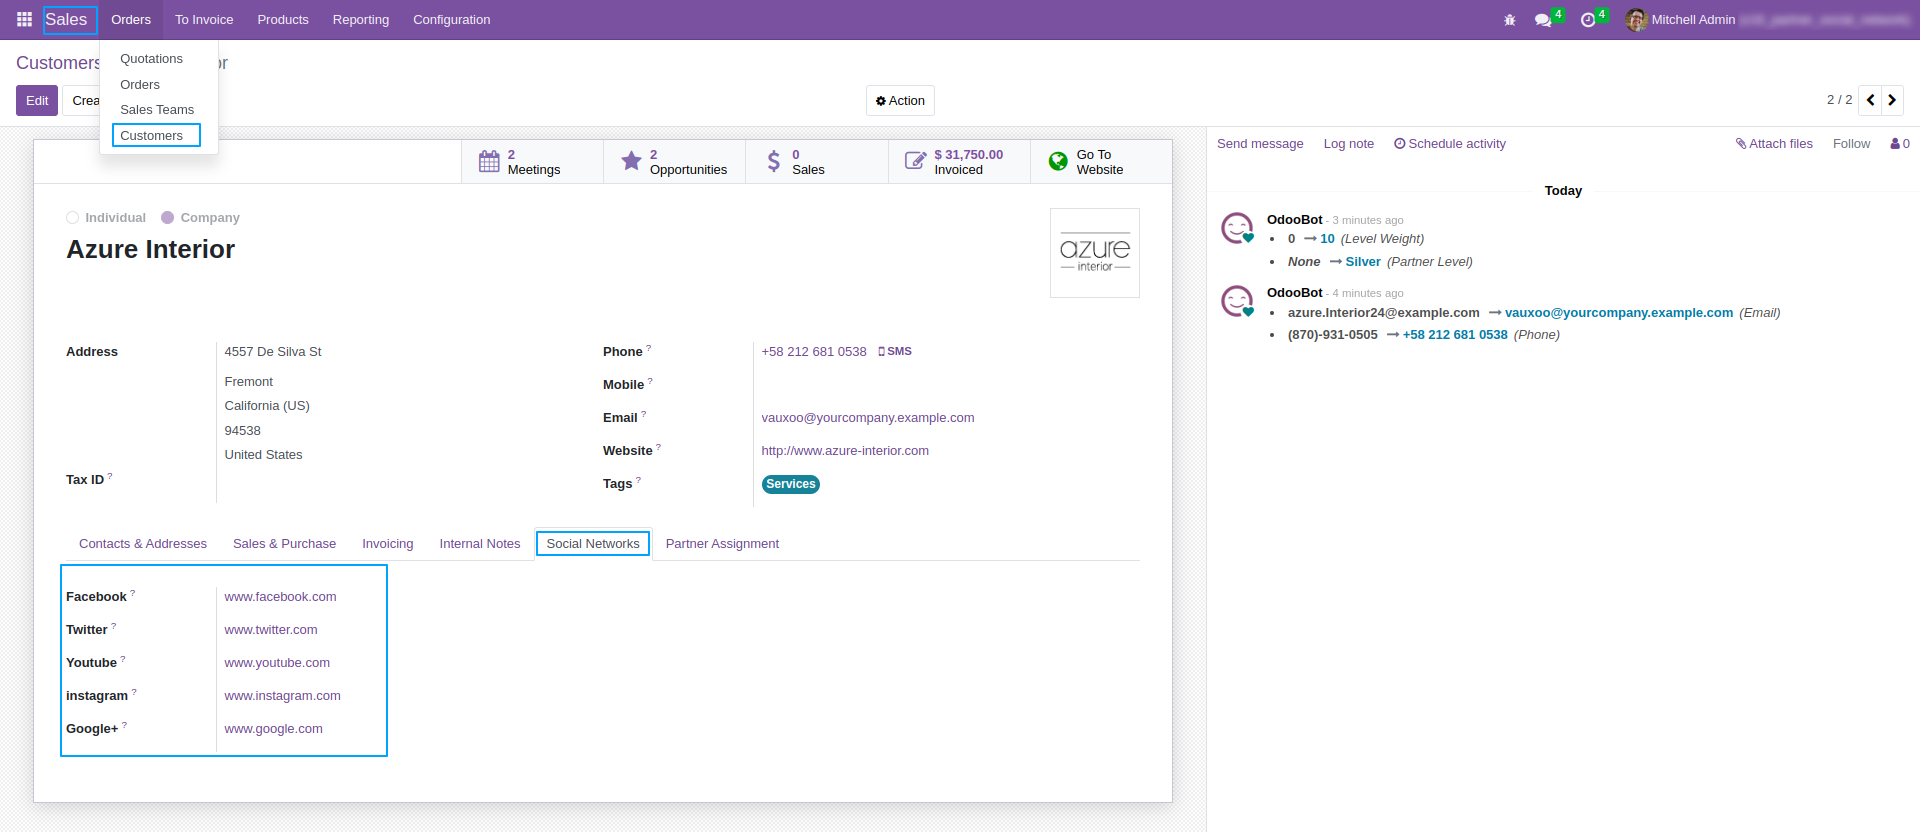 Sales Orders To Invoice Products Reporting Configuration 4 4 Mitchell Admin
Quotations
Orders
Sales Teams
Customers
Customers or
Edit Crea Action 2 / 2
2 Meetings
2 Opportunities
0 Sales
$ 31,750.00 Invoiced
Go To Website
Individual Company
Azure Interior
azure
interior
Address 4557 De Silva St
Fremont
California (US)
94538
United States
Tax ID ?
Phone ? +58 212 681 0538 SMS
Mobile ?
Email ? vauxoo@yourcompany.example.com
Website ? http://www.azure-interior.com
Tags ? Services
Contacts & Addresses Sales & Purchase Invoicing Internal Notes Social Networks Partner Assignment
Facebook ? www.facebook.com
Twitter ? www.twitter.com
Youtube ? www.youtube.com
instagram ? www.instagram.com
Google+ ? www.google.com
Send message Log note Schedule activity Attach files Follow 0
Today
OdooBot - 3 minutes ago
• 0 → 10 (Level Weight)
• None → Silver (Partner Level)
OdooBot - 4 minutes ago
• azure.Interior24@example.com → vauxoo@yourcompany.example.com (Email)
• (870)-931-0505 → +58 212 681 0538 (Phone)